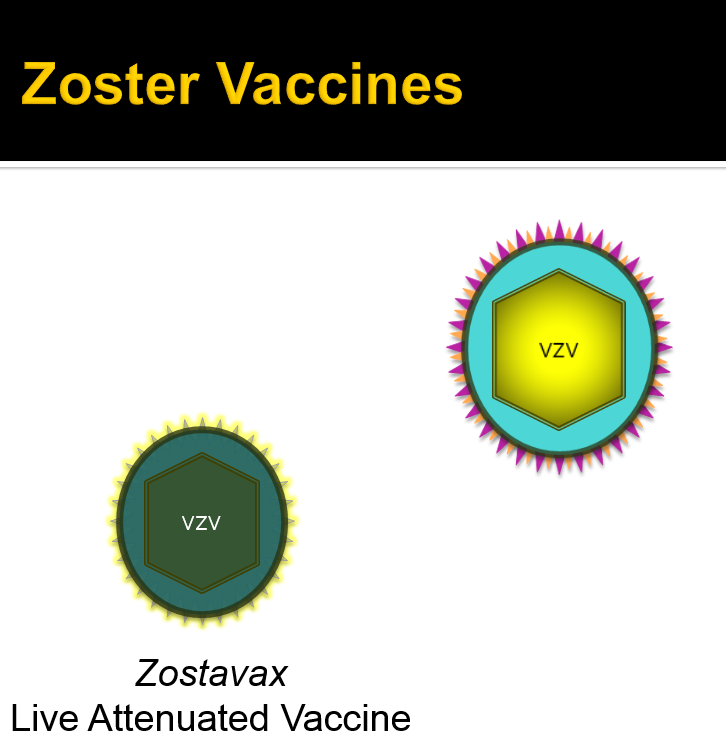 Zoster Vaccines
VZV
VZV
Zostavax
Live Attenuated Vaccine